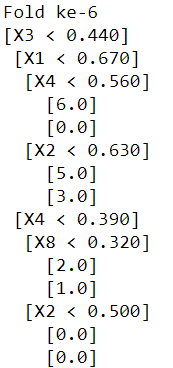 Fold ke-6
[X3 < 0.440]
 [X1 < 0.670]
  [X4 < 0.560]
    [6.0]
    [0.0]
  [X2 < 0.630]
    [5.0]
    [3.0]
 [X4 < 0.390]
  [X8 < 0.320]
    [2.0]
    [1.0]
  [X2 < 0.500]
    [0.0]
    [0.0]